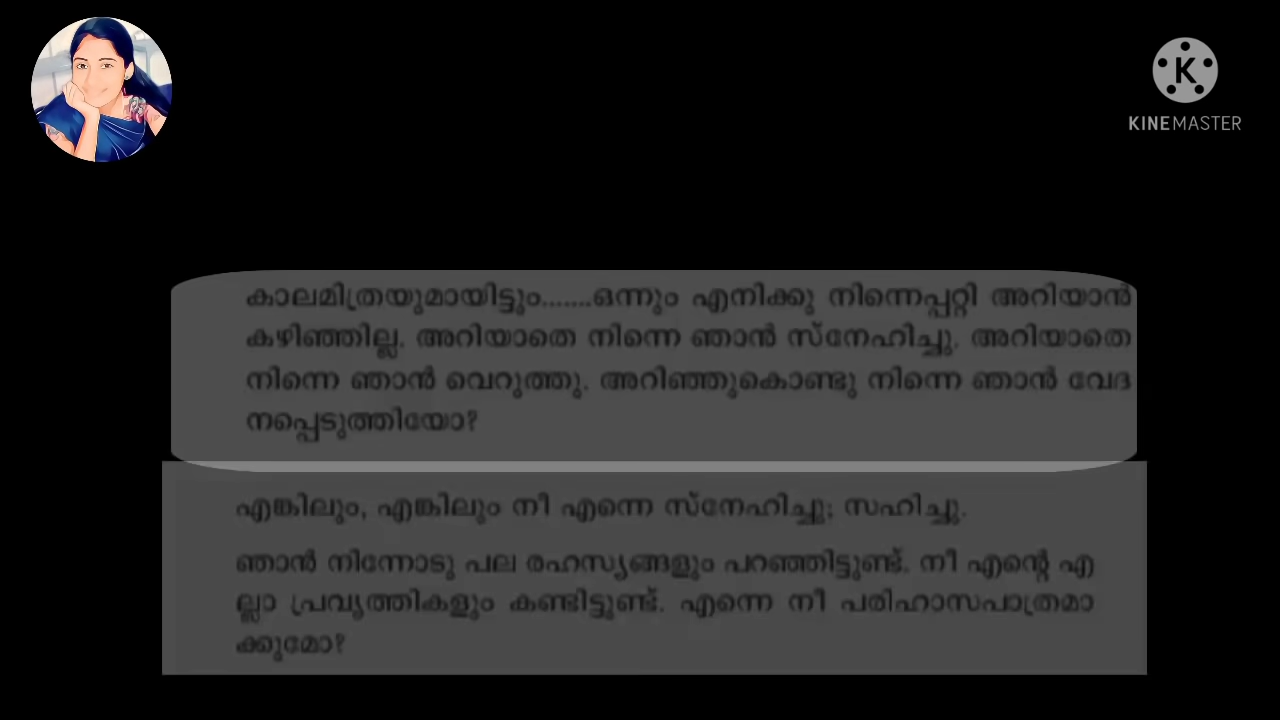 KINEMASTER
കാലമിത്രയുമായിട്ടും.......ഒന്നും എനിക്കു നിന്നെപ്പറ്റി അറിയാൻ
കഴിഞ്ഞില്ല. അറിയാതെ നിന്നെ ഞാൻ സ്നേഹിച്ചു. അറിയാതെ
നിന്നെ ഞാൻ വെറുത്തു. അറിഞ്ഞുകൊണ്ടു നിന്നെ ഞാൻ വേദ
നപ്പെടുത്തിയോ?
എങ്കിലും, എങ്കിലും നീ എന്നെ സ്നേഹിച്ചു; സഹിച്ചു.
ഞാൻ നിന്നോടു പല രഹസ്യങ്ങളും പറഞ്ഞിട്ടുണ്ട്. നീ എന്റെ എ
ല്ലാ പ്രവൃത്തികളും കണ്ടിട്ടുണ്ട്. എന്നെ നീ പരിഹാസപാത്രമാ
ക്കുമോ?